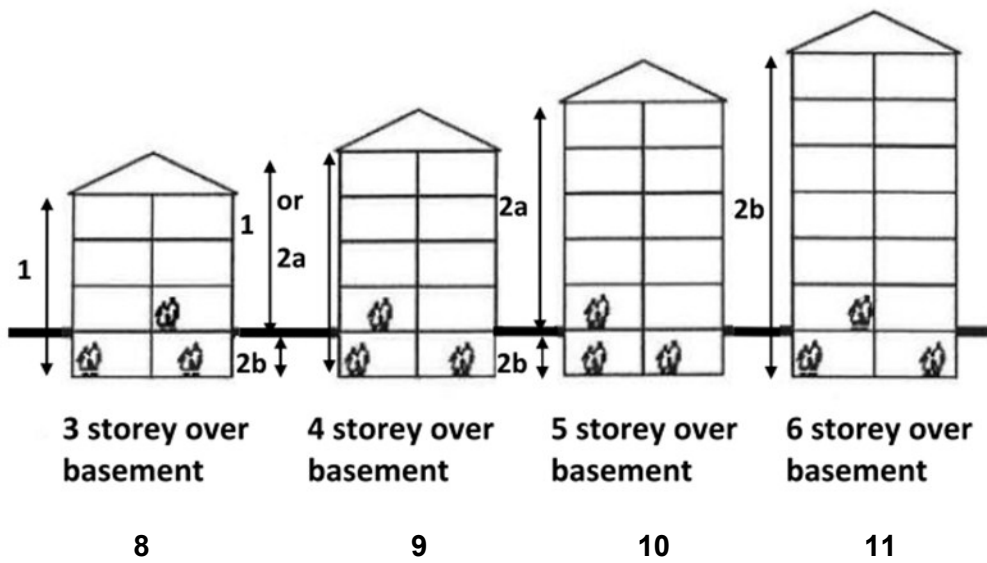 1
1
or
2a
2b
2a
2b
2b
3 storey over
basement
4 storey over
basement
5 storey over
basement
6 storey over
basement
8
9
10
11